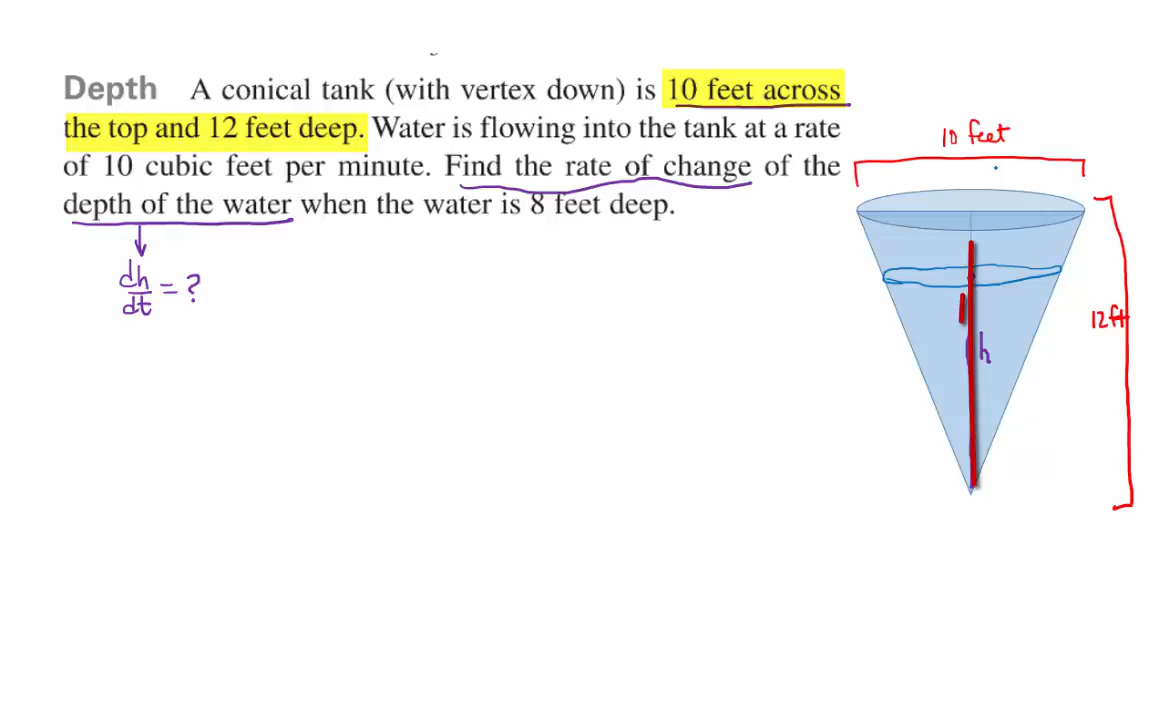 Depth A conical tank (with vertex down) is 10 feet across
the top and 12 feet deep. Water is flowing into the tank at a rate
of 10 cubic feet per minute. Find the rate of change of the
depth of the water when the water is 8 feet deep.
dh/dt = ?
10 feet
12ft
h